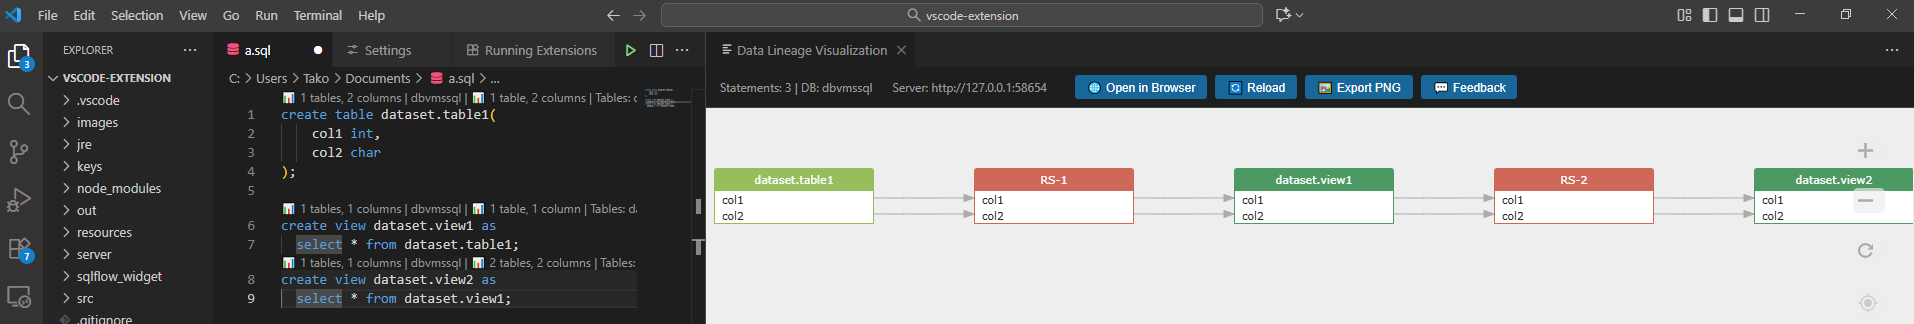 File Edit Selection View Go Run Terminal Help
vscode-extension
EXPLORER
3
VSCODE-EXTENSION
.vscode
images
jre
keys
node_modules
out
resources
server
sqlflow_widget
src
.gitignore
7
a.sql
Settings
Running Extensions
C: > Users > Tako > Documents > a.sql > ...
1 tables, 2 columns | dbvmssql | 1 table, 2 columns | Tables: c
1 create table dataset.table1(
2 col1 int,
3 col2 char
4 );
5
1 tables, 1 columns | dbvmssql | 1 table, 1 column | Tables: da
6 create view dataset.view1 as
7 select * from dataset.table1;
1 tables, 1 columns | dbvmssql | 2 tables, 2 columns | Tables:
8 create view dataset.view2 as
9 select * from dataset.view1;
Data Lineage Visualization
Statements: 3 | DB: dbvmssql Server: http://127.0.0.1:58654 Open in Browser Reload Export PNG Feedback
dataset.table1
col1
col2
RS-1
col1
col2
dataset.view1
col1
col2
RS-2
col1
col2
dataset.view2
col1
col2